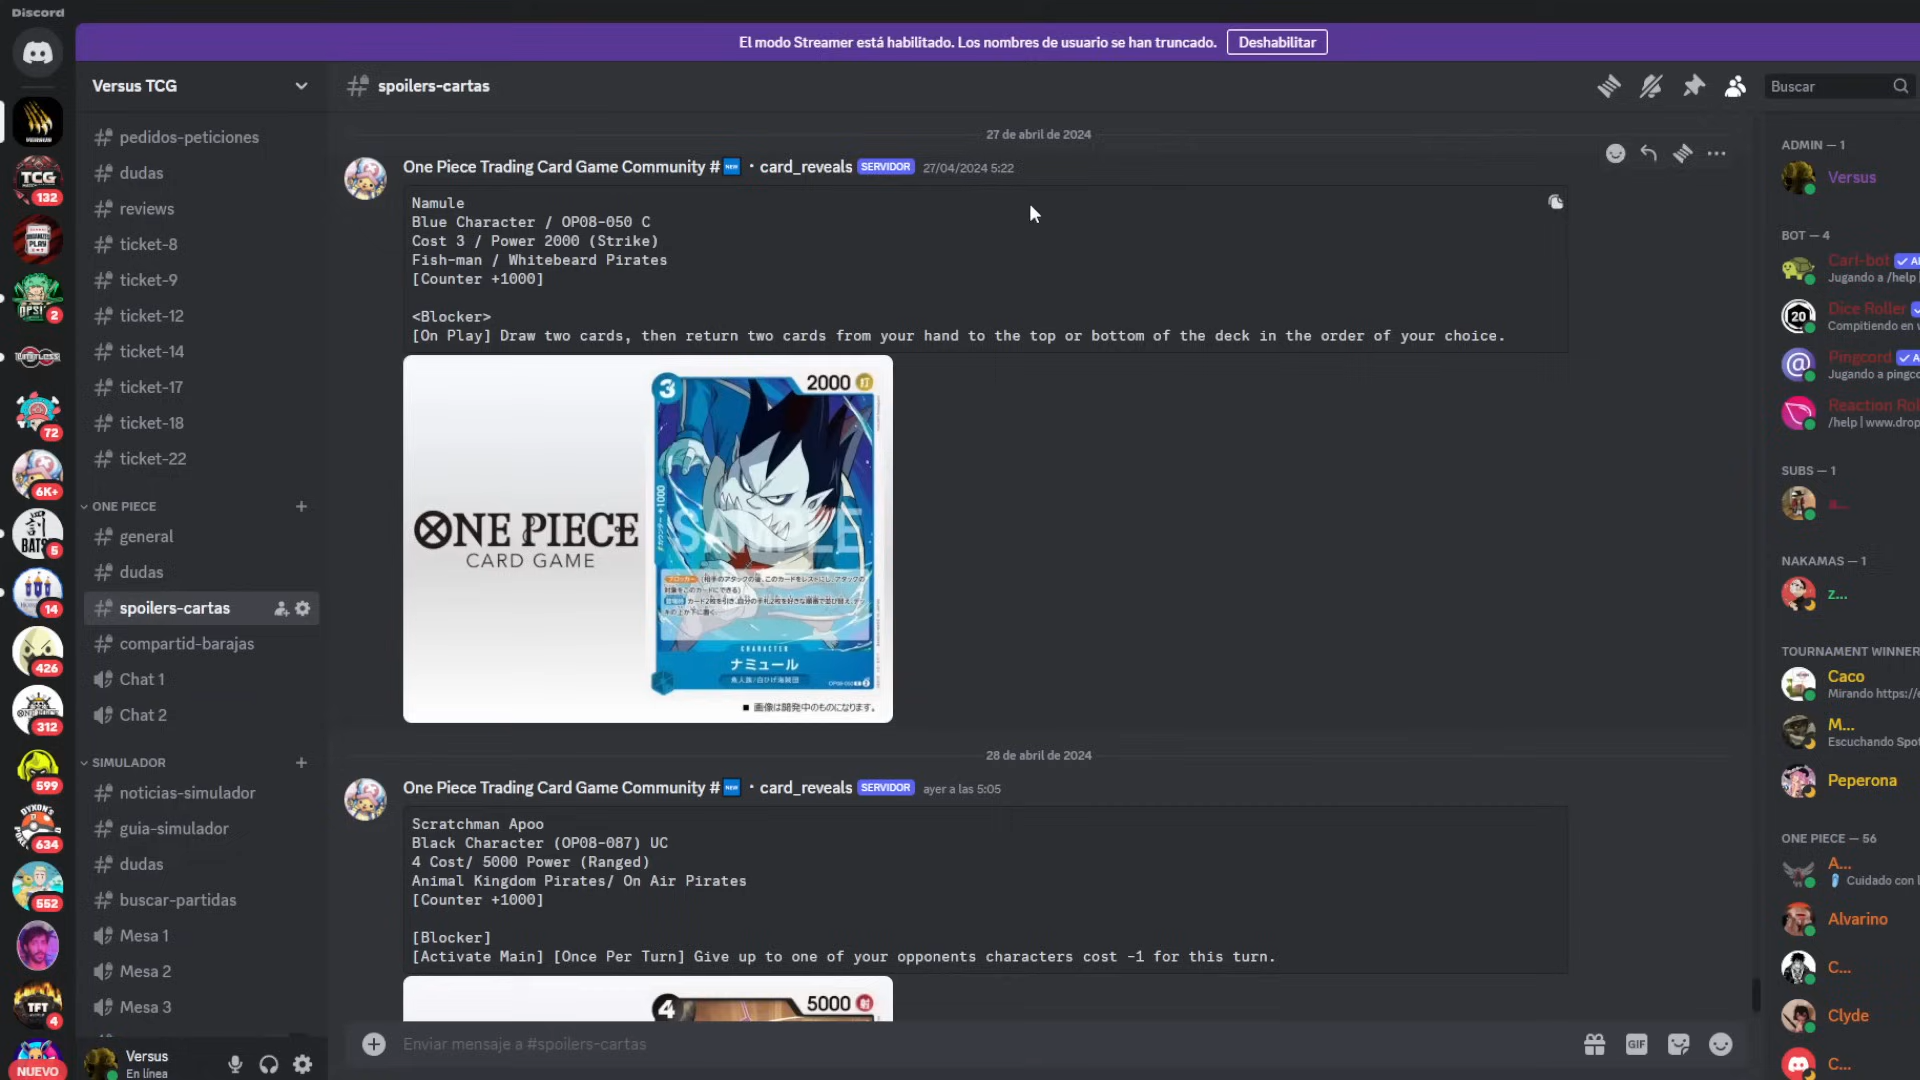 Discord
El modo Streamer está habilitado. Los nombres de usuario se han truncado. Deshabilitar
Versus TCG
pedidos-peticiones
dudas
reviews
ticket-8
ticket-9
ticket-12
ticket-14
ticket-17
ticket-18
ticket-22
ONE PIECE
general
dudas
spoilers-cartas
compartid-barajas
Chat 1
Chat 2
SIMULADOR
noticias-simulador
guia-simulador
dudas
buscar-partidas
Mesa 1
Mesa 2
Mesa 3
Versus
En línea
TCG
132
2
72
6K+
5
14
426
312
599
634
552
TFT
4
NUEVO
spoilers-cartas
Buscar
27 de abril de 2024
One Piece Trading Card Game Community # NEW · card_reveals SERVIDOR 27/04/2024 5:22
Namule
Blue Character / OP08-050 C
Cost 3 / Power 2000 (Strike)
Fish-man / Whitebeard Pirates
[Counter +1000]
<Blocker>
[On Play] Draw two cards, then return two cards from your hand to the top or bottom of the deck in the order of your choice.
3
2000
ONE PIECE
CARD GAME
SAMPLE
CHARACTER
ナミュール
魚人族/白ひげ海賊団
■ 画像は開発中のものになります。
28 de abril de 2024
One Piece Trading Card Game Community # NEW · card_reveals SERVIDOR ayer a las 5:05
Scratchman Apoo
Black Character (OP08-087) UC
4 Cost/ 5000 Power (Ranged)
Animal Kingdom Pirates/ On Air Pirates
[Counter +1000]
[Blocker]
[Activate Main] [Once Per Turn] Give up to one of your opponents characters cost -1 for this turn.
4
5000
Enviar mensaje a #spoilers-cartas
GIF
ADMIN — 1
Versus
BOT — 4
Carl-bot
Jugando a /help |
Dice Roller
Compitiendo en
Pingcord
Jugando a pingco
Reaction Rol
/help | www.drop
SUBS — 1
NAKAMAS — 1
z...
TOURNAMENT WINNER
Caco
Mirando https://e
M...
Escuchando Spot
Peperona
ONE PIECE — 56
A...
Cuidado con l
Alvarino
C...
Clyde
C...